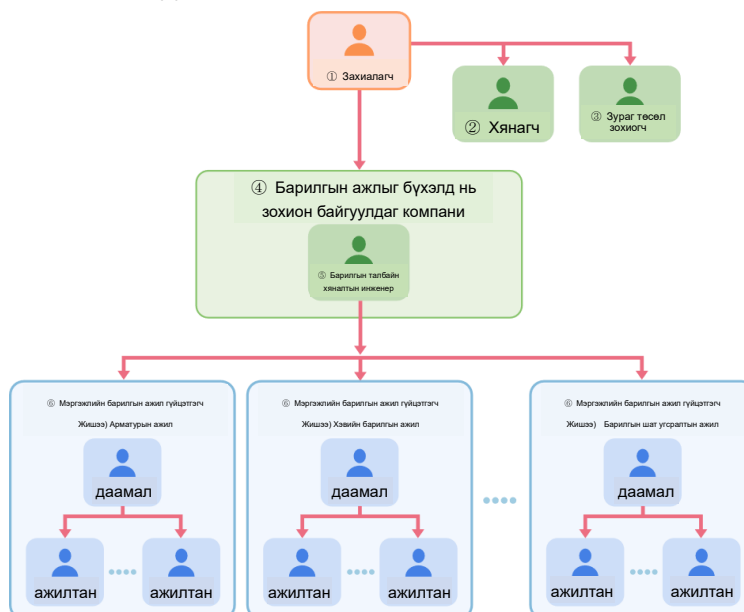 ① Захиалагч
② Хянагч
③ Зураг төсөл
зохиогч
④ Барилгын ажлыг бүхэлд нь
зохион байгуулдаг компани
⑤ Барилгын талбайн
хяналтын инженер
⑥ Мэргэжлийн барилгын ажил гүйцэтгэгч
Жишээ) Арматурын ажил
даамал
ажилтан
ажилтан
⑥ Мэргэжлийн барилгын ажил гүйцэтгэгч
Жишээ) Хэвийн барилгын ажил
даамал
ажилтан
ажилтан
⑥ Мэргэжлийн барилгын ажил гүйцэтгэгч
Жишээ) Барилгын шат угсралтын ажил
даамал
ажилтан
ажилтан